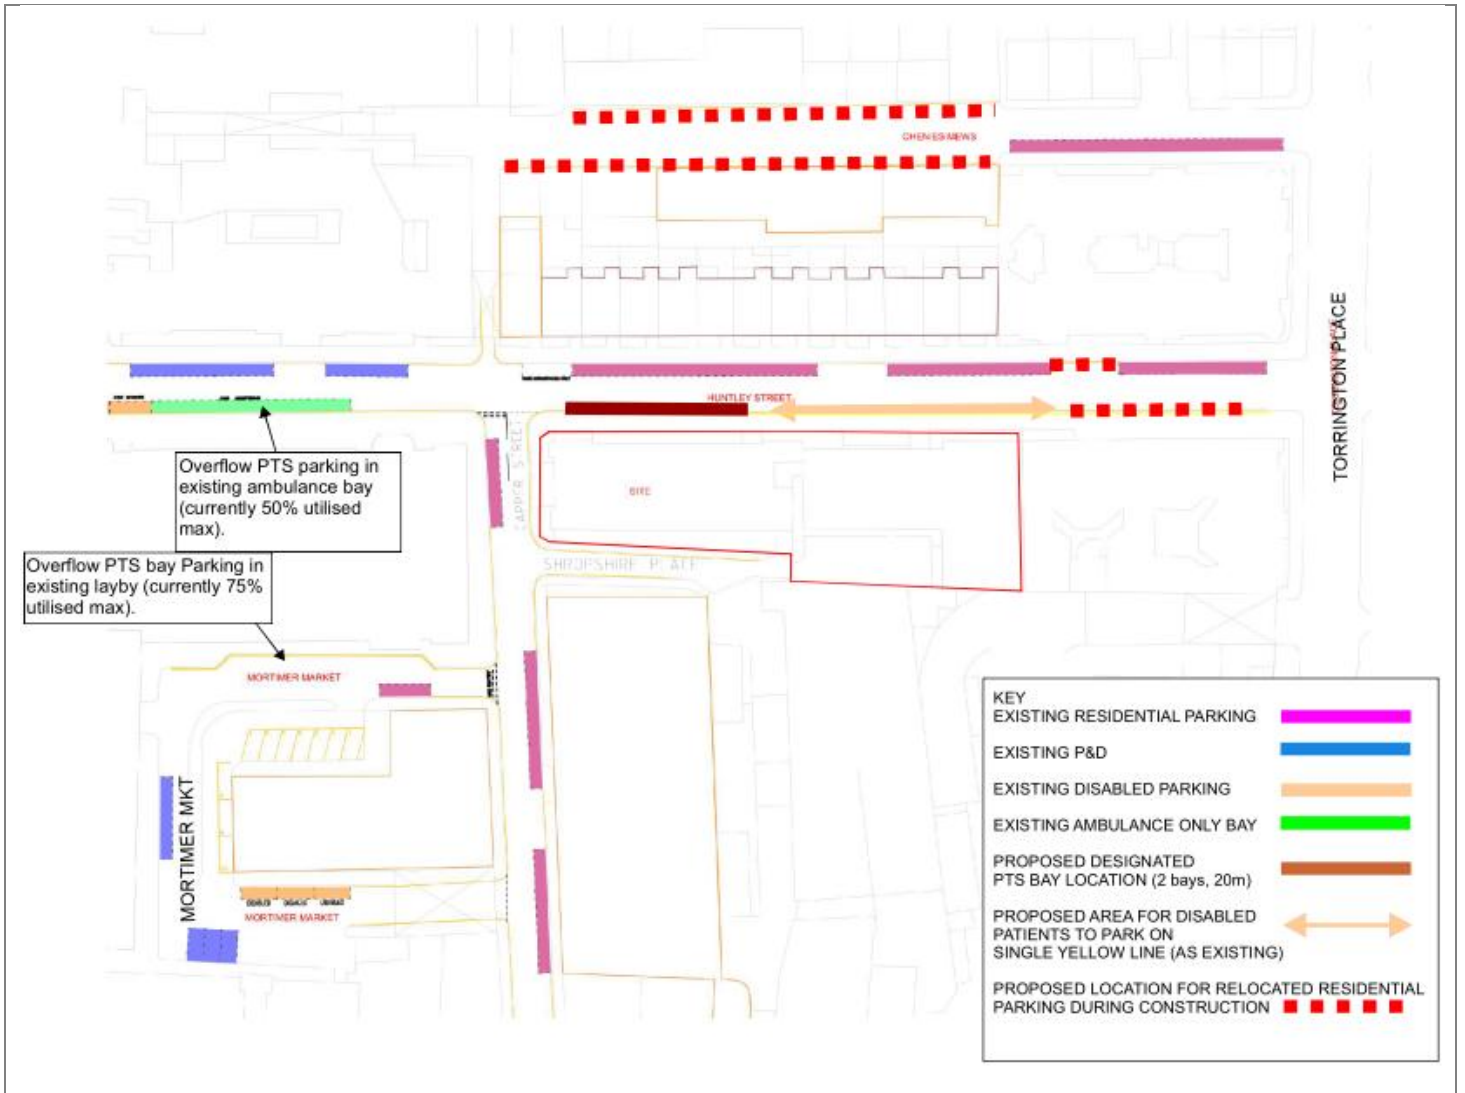 CHENIES MEWS
TORRINGTON PLACE
HUNTLEY STREET
Overflow PTS parking in
existing ambulance bay
(currently 50% utilised
max).
TAPPER STREET
SITE
SHROPSHIRE PLACE
Overflow PTS bay Parking in
existing layby (currently 75%
utilised max).
MORTIMER MARKET
MORTIMER MKT
DISABLED
MORTIMER MARKET
KEY
EXISTING RESIDENTIAL PARKING
EXISTING P&D
EXISTING DISABLED PARKING
EXISTING AMBULANCE ONLY BAY
PROPOSED DESIGNATED
PTS BAY LOCATION (2 bays, 20m)
PROPOSED AREA FOR DISABLED
PATIENTS TO PARK ON
SINGLE YELLOW LINE (AS EXISTING)
PROPOSED LOCATION FOR RELOCATED RESIDENTIAL
PARKING DURING CONSTRUCTION